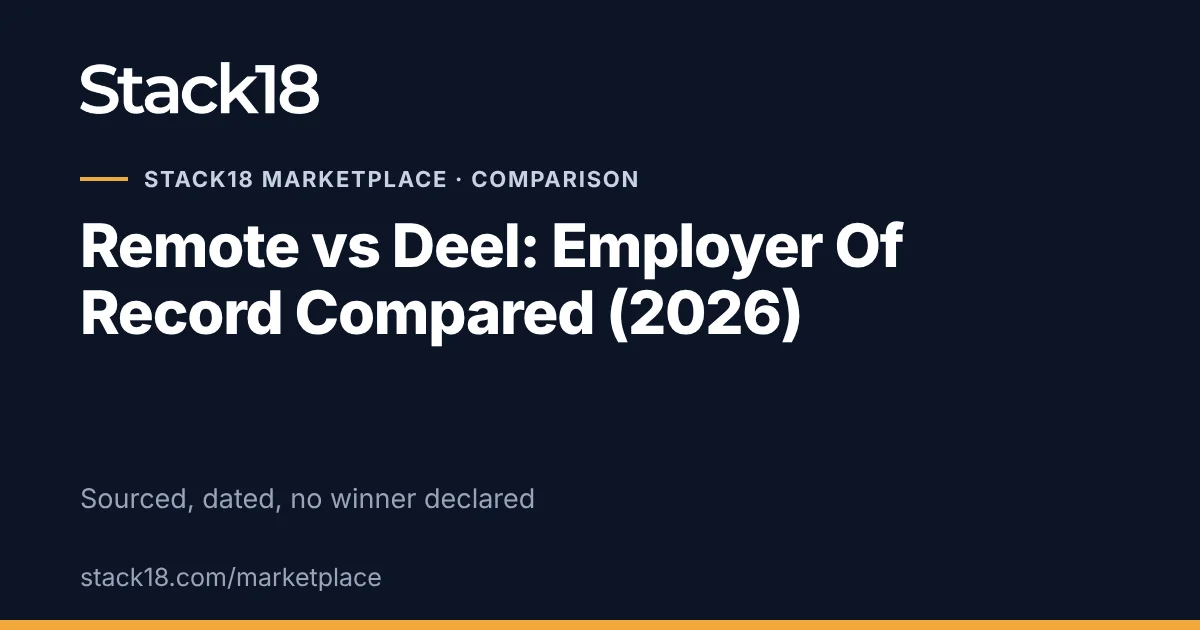 Stack18
STACK18 MARKETPLACE · COMPARISON
Remote vs Deel: Employer Of
Record Compared (2026)
Sourced, dated, no winner declared
stack18.com/marketplace